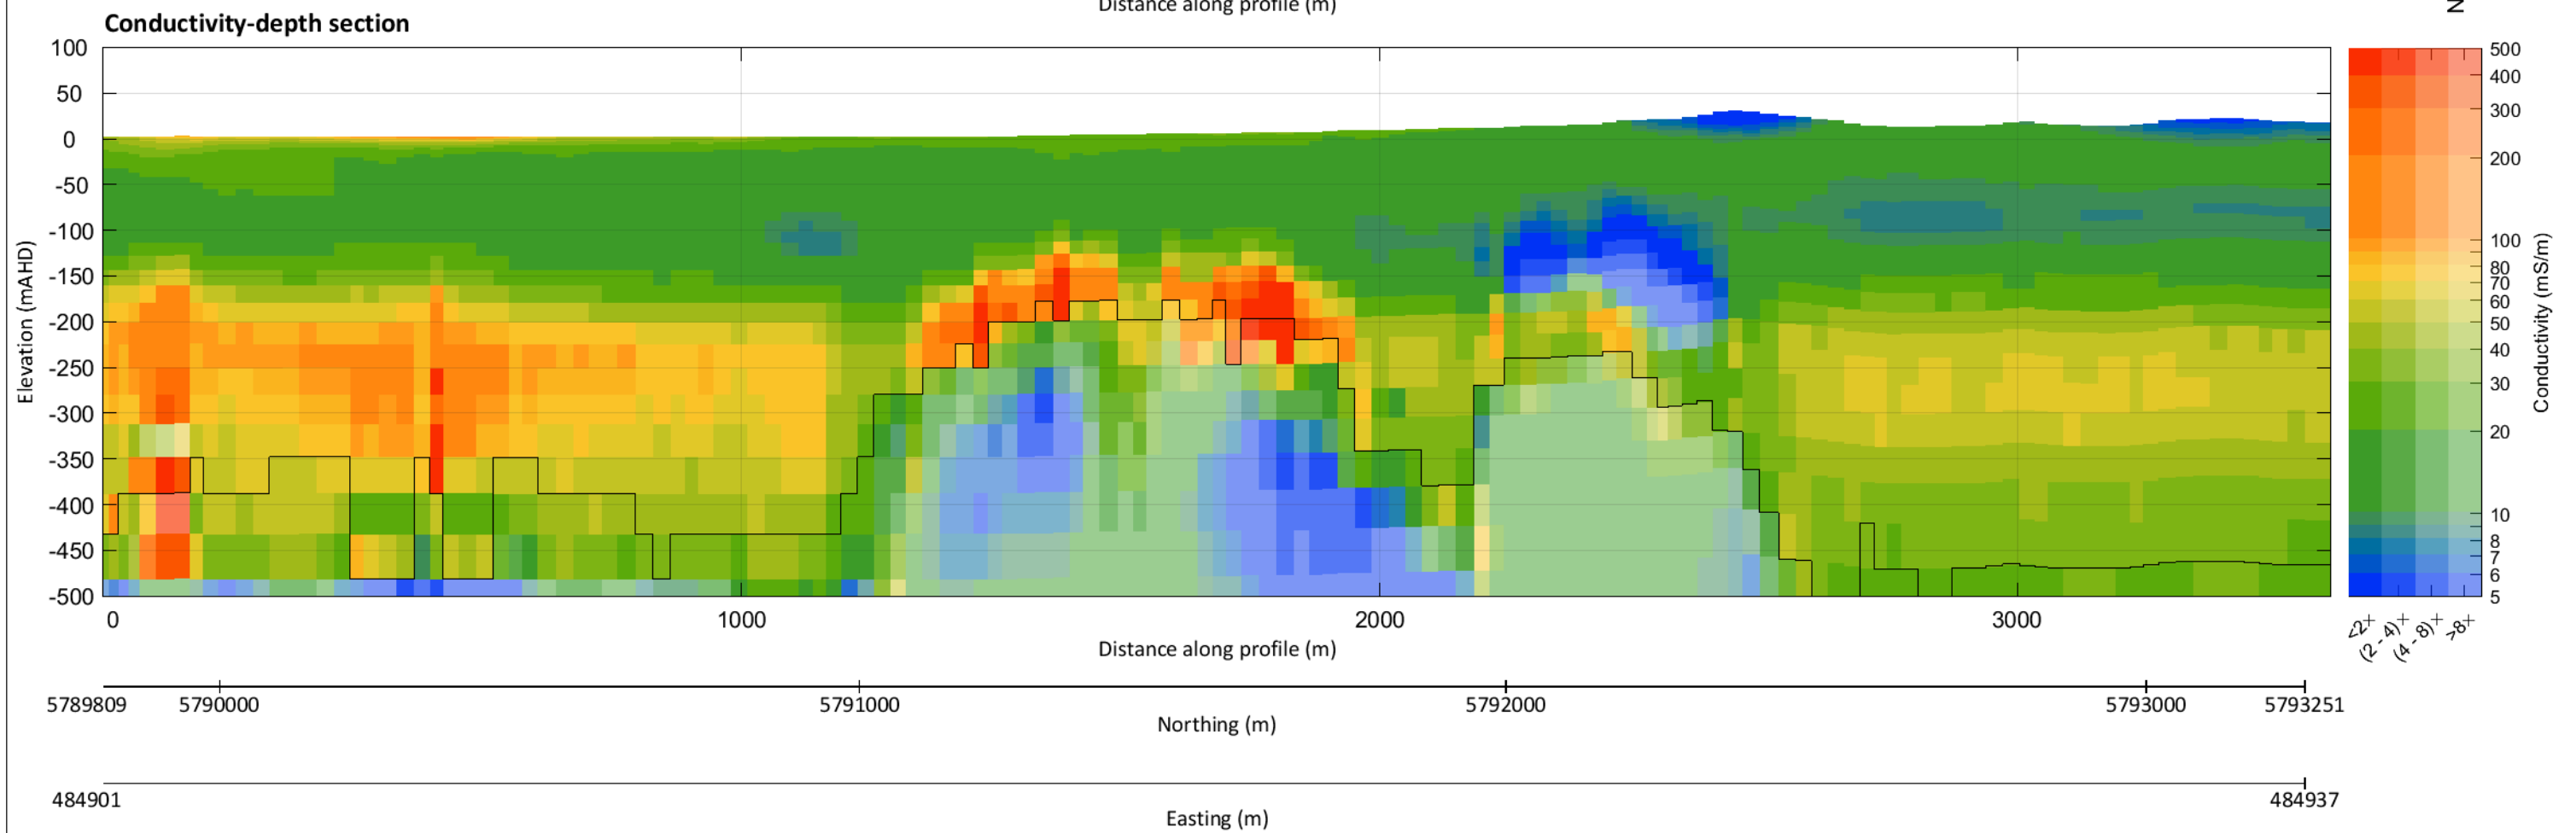 Distance along profile (m)
N
Conductivity-depth section
100
50
0
-50
-100
-150
-200
-250
-300
-350
-400
-450
-500
Elevation (mAHD)
0 1000 2000 3000
Distance along profile (m)
5789809 5790000 5791000 5792000 5793000 5793251
Northing (m)
484901 484937
Easting (m)
500
400
300
200
100
80
70
60
50
40
30
20
10
8
7
6
5
Conductivity (mS/m)
<2x
(2 - 4)x
(4 - 8)x
>8x